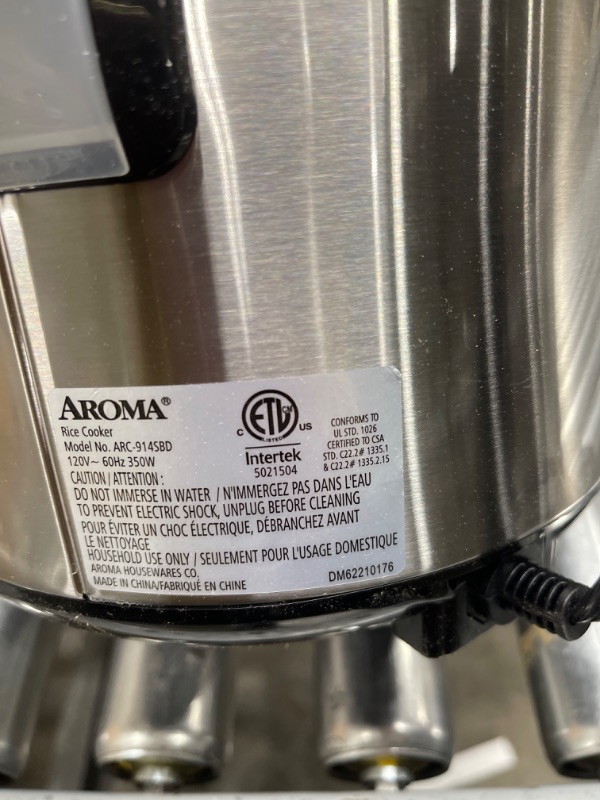 AROMA®
Rice Cooker
Model No. ARC-914SBD
120V~ 60Hz 350W
C ETL CM US
LISTED
Intertek
5021504
CONFORMS TO
UL STD. 1026
CERTIFIED TO CSA
STD. C22.2# 1335.1
& C22.2# 1335.2.15
CAUTION / ATTENTION :
DO NOT IMMERSE IN WATER / N'IMMERGEZ PAS DANS L'EAU
TO PREVENT ELECTRIC SHOCK, UNPLUG BEFORE CLEANING
POUR ÉVITER UN CHOC ÉLECTRIQUE, DÉBRANCHEZ AVANT
LE NETTOYAGE
HOUSEHOLD USE ONLY / SEULEMENT POUR L'USAGE DOMESTIQUE
AROMA HOUSEWARES CO.
MADE IN CHINA/FABRIQUÉ EN CHINE
DM62210176